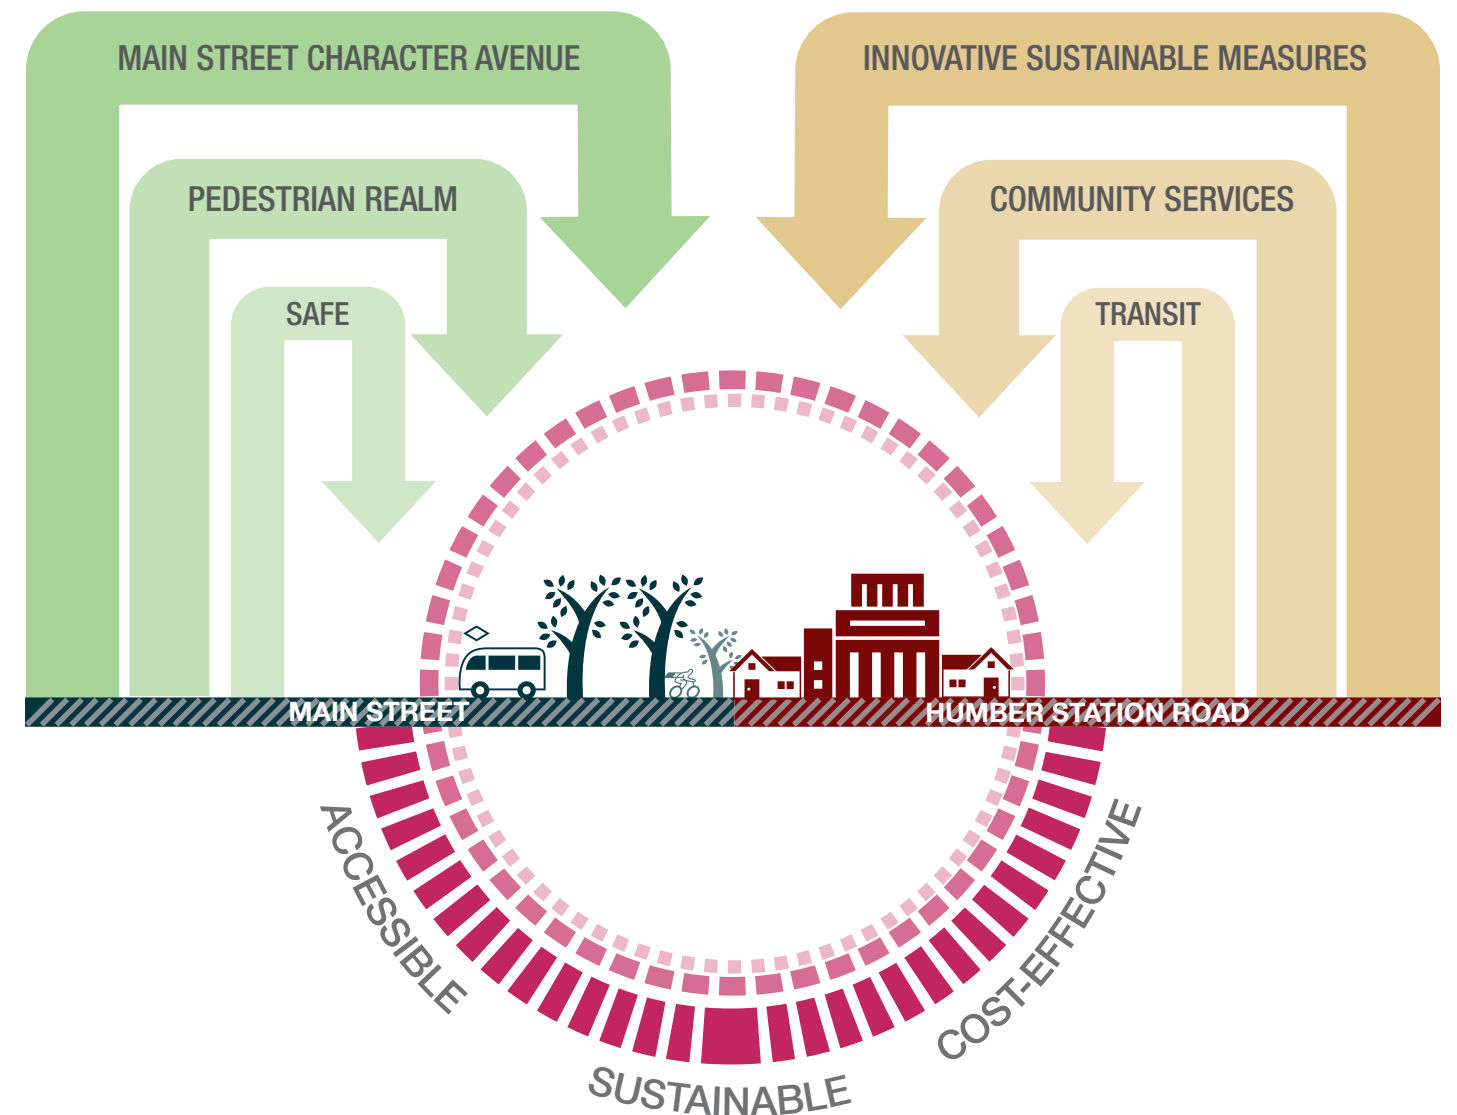 MAIN STREET CHARACTER AVENUE
INNOVATIVE SUSTAINABLE MEASURES
PEDESTRIAN REALM
COMMUNITY SERVICES
SAFE
TRANSIT
MAIN STREET
HUMBER STATION ROAD
ACCESSIBLE
SUSTAINABLE
COST-EFFECTIVE